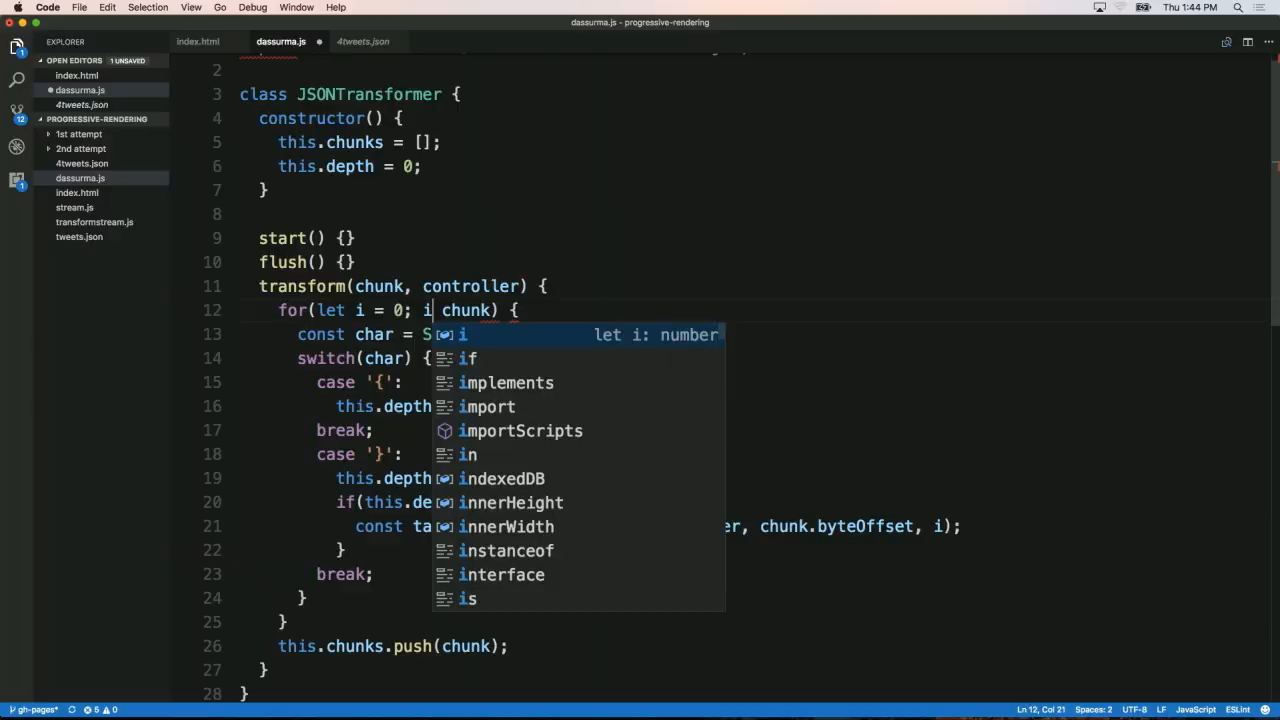 Code File Edit Selection View Go Debug Window Help Thu 1:44 PM
dassurma.js - progressive-rendering
EXPLORER
OPEN EDITORS 1 UNSAVED
index.html
dassurma.js
4tweets.json
PROGRESSIVE-RENDERING
1st attempt
2nd attempt
4tweets.json
dassurma.js
index.html
stream.js
transformstream.js
tweets.json
1
12
1
index.html dassurma.js 4tweets.json
2
3 class JSONTransformer {
4 constructor() {
5 this.chunks = [];
6 this.depth = 0;
7 }
8
9 start() {}
10 flush() {}
11 transform(chunk, controller) {
12 for(let i = 0; i chunk) {
13 const char = S
14 switch(char) {
15 case '{':
16 this.depth
17 break;
18 case '}':
19 this.depth
20 if(this.de
21 const ta er, chunk.byteOffset, i);
22 }
23 break;
24 }
25 }
26 this.chunks.push(chunk);
27 }
28 }
i let i: number
if
implements
import
importScripts
in
indexedDB
innerHeight
innerWidth
instanceof
interface
is
gh-pages* 5 0 Ln 12, Col 21 Spaces: 2 UTF-8 LF JavaScript ESLint